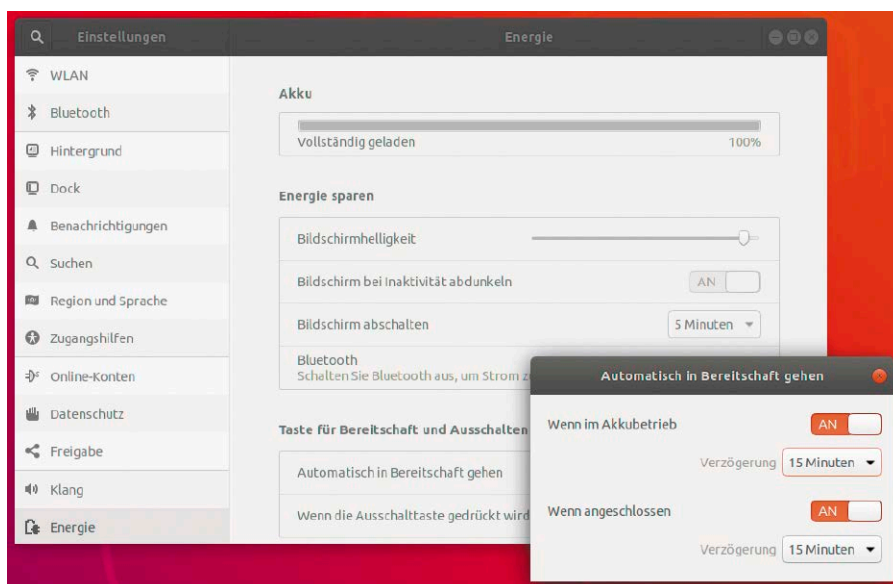 Einstellungen
Energie
WLAN
Bluetooth
Hintergrund
Dock
Benachrichtigungen
Suchen
Region und Sprache
Zugangshilfen
Online-Konten
Datenschutz
Freigabe
Klang
Energie
Akku
Vollständig geladen 100%
Energie sparen
Bildschirmhelligkeit
Bildschirm bei Inaktivität abdunkeln AN
Bildschirm abschalten 5 Minuten
Bluetooth
Schalten Sie Bluetooth aus, um Strom
Taste für Bereitschaft und Ausschalten
Automatisch in Bereitschaft gehen
Wenn die Ausschalttaste gedrückt wird
Automatisch in Bereitschaft gehen
Wenn im Akkubetrieb AN
Verzögerung 15 Minuten
Wenn angeschlossen AN
Verzögerung 15 Minuten